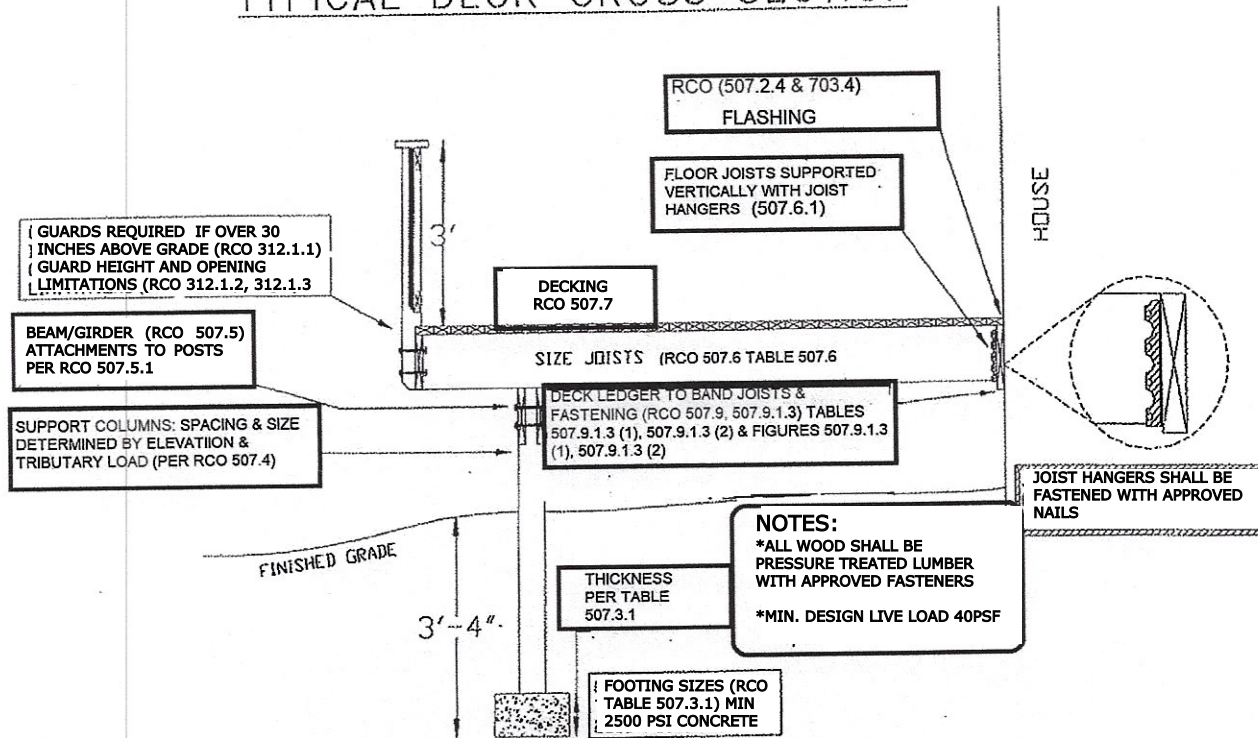 TYPICAL DECK CROSS SECTION
RCO (507.2.4 & 703.4)
FLASHING
FLOOR JOISTS SUPPORTED
VERTICALLY WITH JOIST
HANGERS (507.6.1)
HOUSE
GUARDS REQUIRED IF OVER 30
INCHES ABOVE GRADE (RCO 312.1.1)
GUARD HEIGHT AND OPENING
LIMITATIONS (RCO 312.1.2, 312.1.3
3'
DECKING
RCO 507.7
BEAM/GIRDER (RCO 507.5)
ATTACHMENTS TO POSTS
PER RCO 507.5.1
SIZE JOISTS (RCO 507.6 TABLE 507.6
DECK LEDGER TO BAND JOISTS &
FASTENING (RCO 507.9, 507.9.1.3) TABLES
507.9.1.3 (1), 507.9.1.3 (2) & FIGURES 507.9.1.3
(1), 507.9.1.3 (2)
SUPPORT COLUMNS: SPACING & SIZE
DETERMINED BY ELEVATIION &
TRIBUTARY LOAD (PER RCO 507.4)
JOIST HANGERS SHALL BE
FASTENED WITH APPROVED
NAILS
FINISHED GRADE
NOTES:
*ALL WOOD SHALL BE
PRESSURE TREATED LUMBER
WITH APPROVED FASTENERS
*MIN. DESIGN LIVE LOAD 40PSF
THICKNESS
PER TABLE
507.3.1
3'-4"
FOOTING SIZES (RCO
TABLE 507.3.1) MIN
2500 PSI CONCRETE